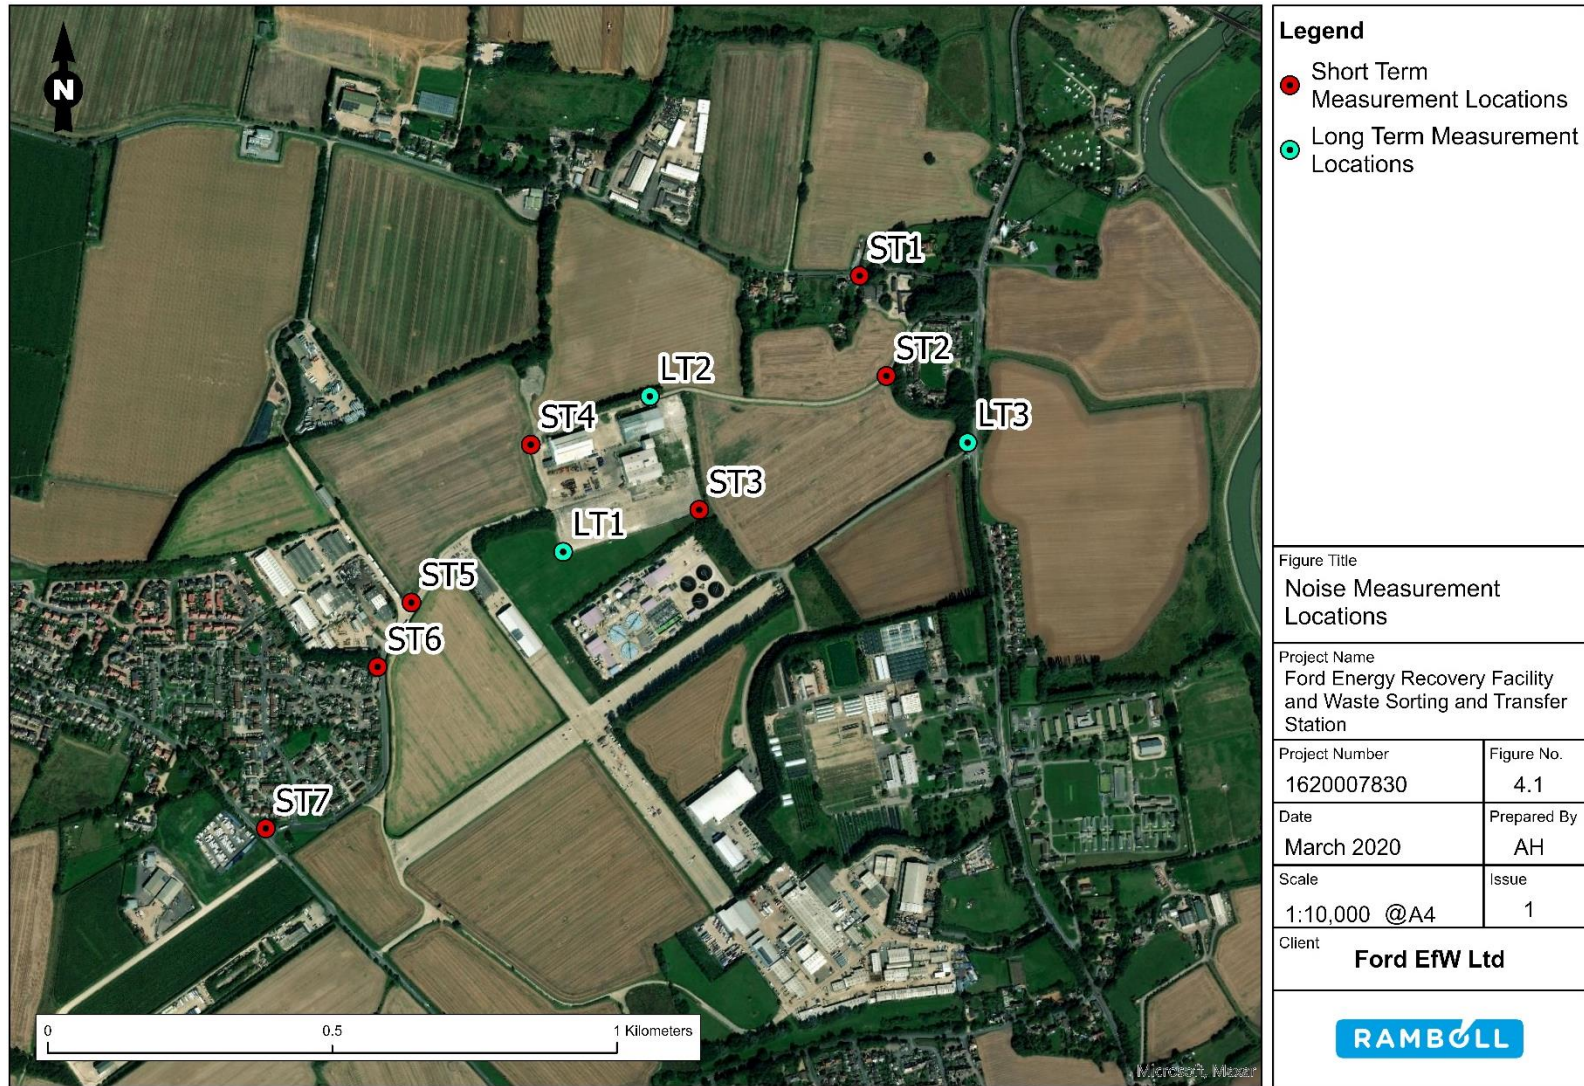 N
ST1
ST2
LT2
LT3
ST4
ST3
LT1
ST5
ST6
ST7
0 0.5 1 Kilometers
Microsoft, Maxar
Legend
Short Term
Measurement Locations
Long Term Measurement
Locations
Figure Title
Noise Measurement
Locations
Project Name
Ford Energy Recovery Facility
and Waste Sorting and Transfer
Station
Project Number
1620007830
Figure No.
4.1
Date
March 2020
Prepared By
AH
Scale
1:10,000 @A4
Issue
1
Client
Ford EfW Ltd
RAMBOLL